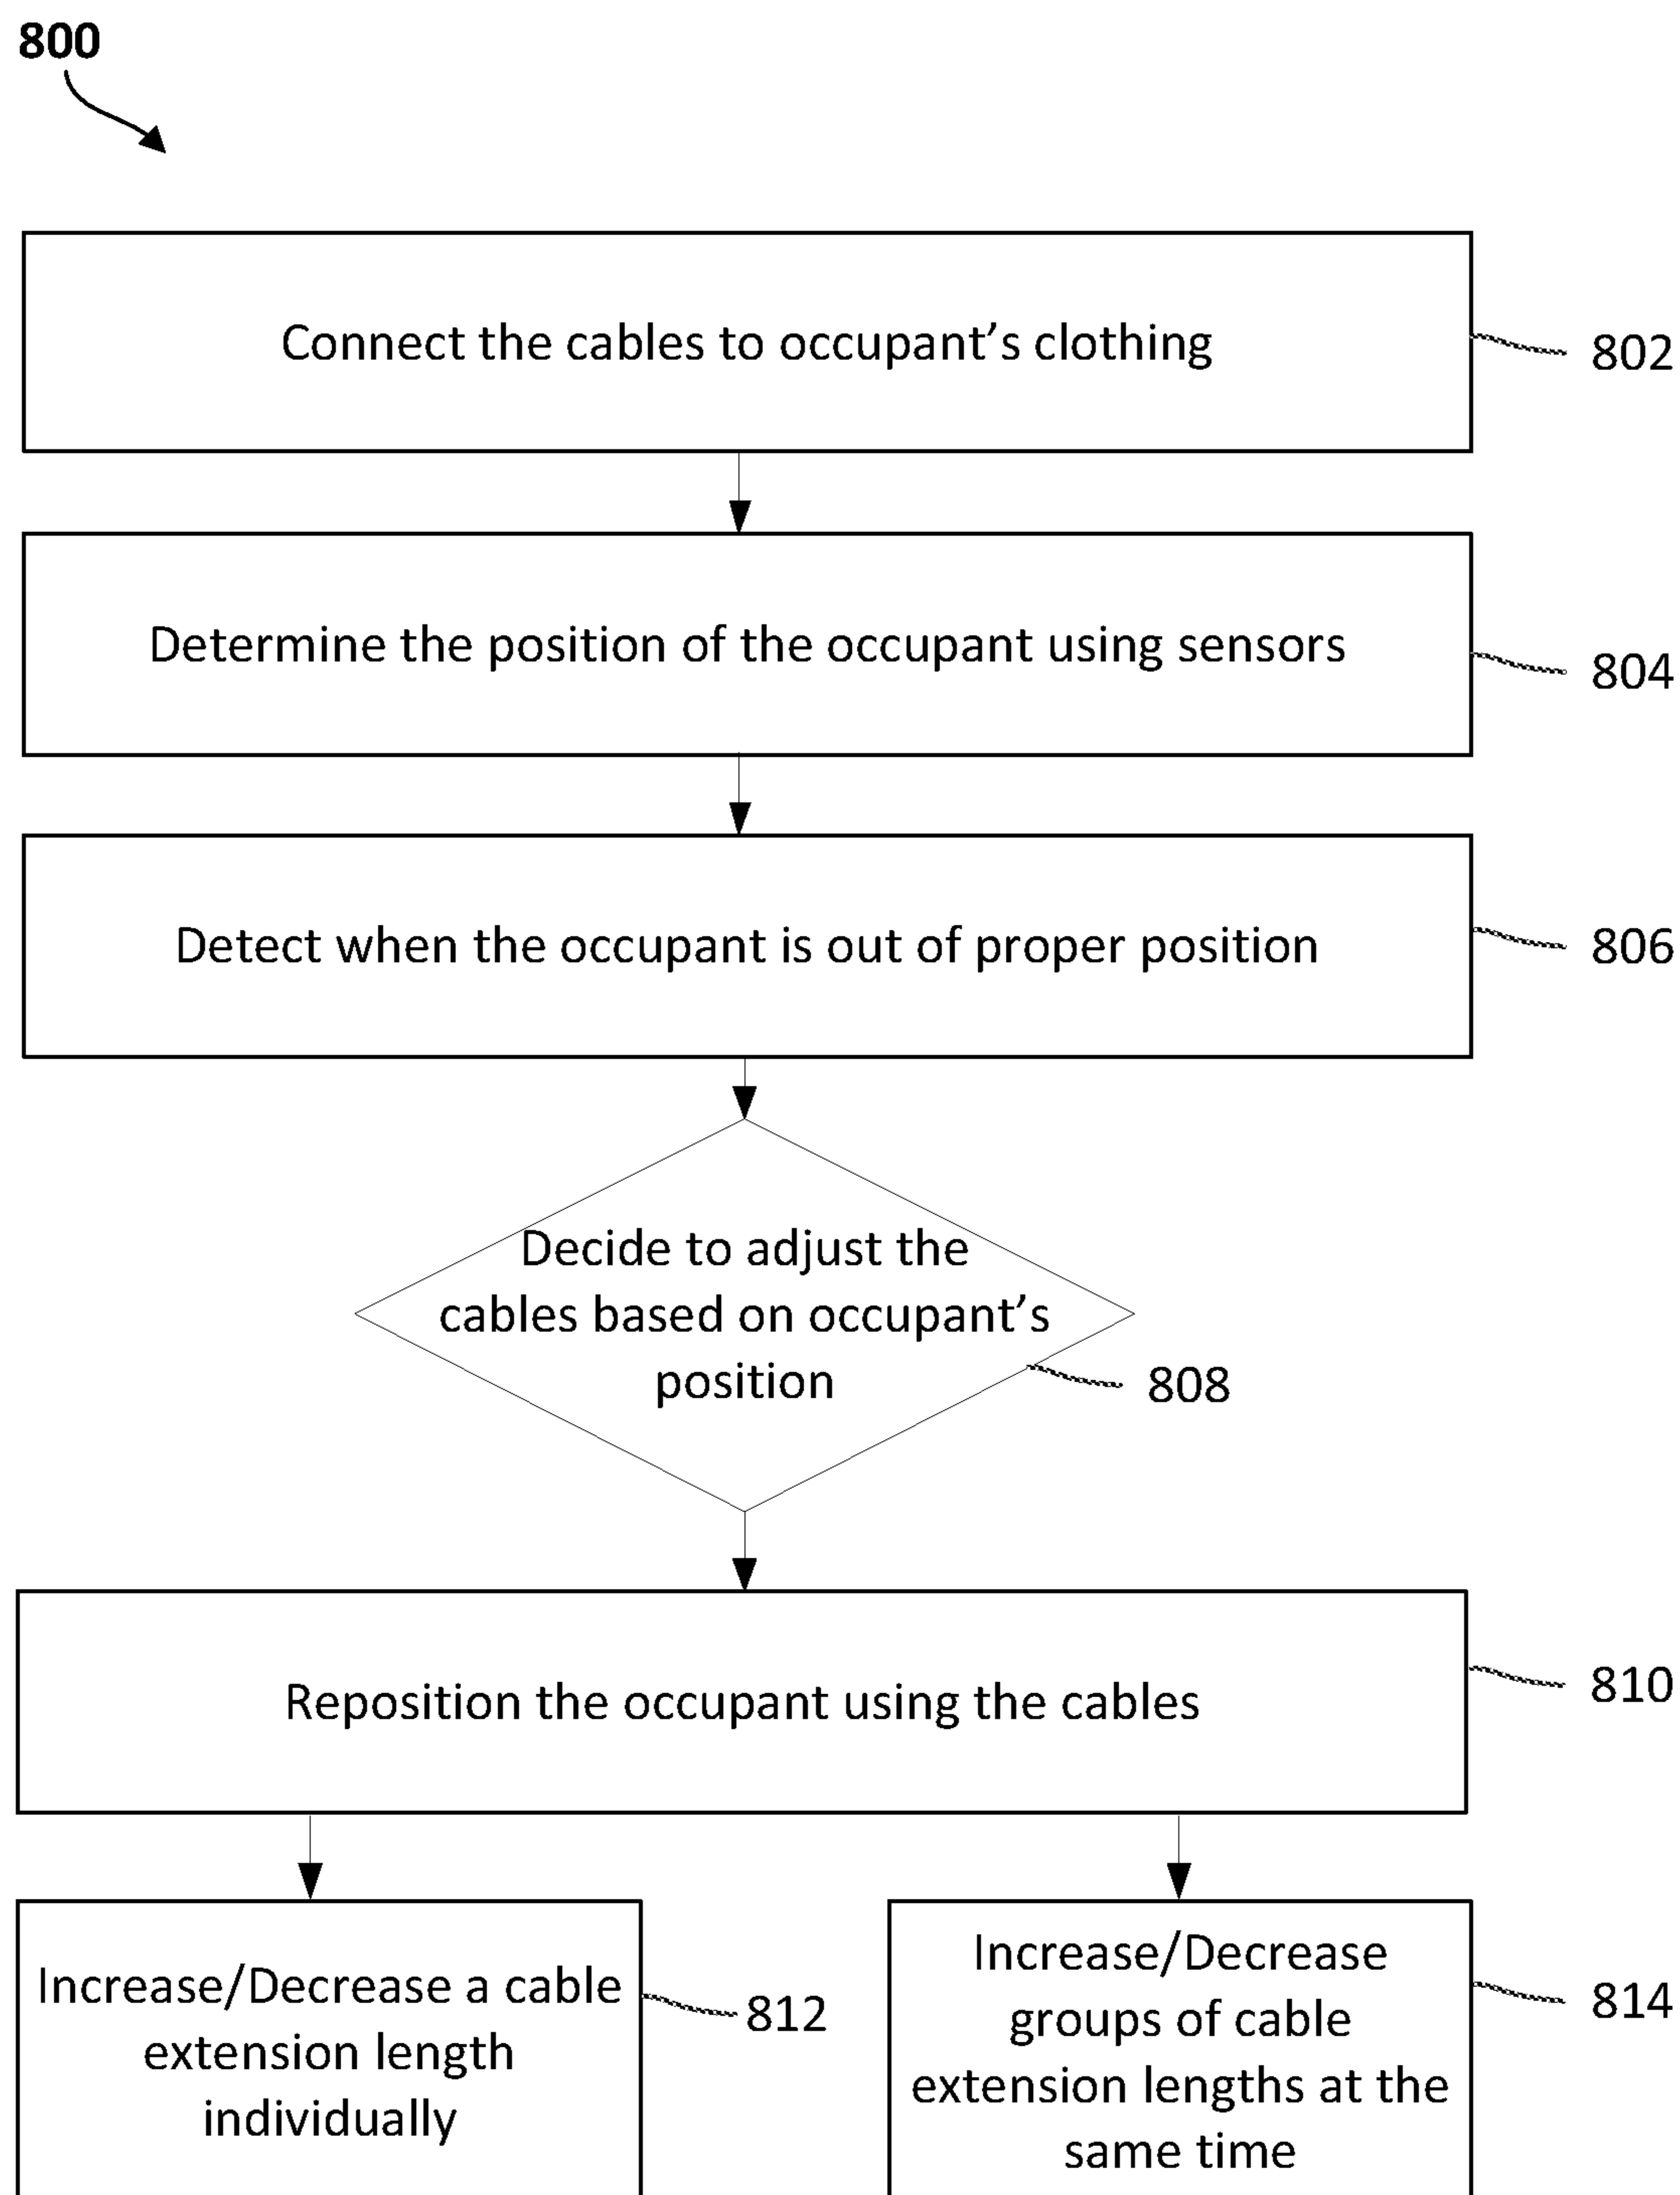 800
Connect the cables to occupant’s clothing
802
Determine the position of the occupant using sensors
804
Detect when the occupant is out of proper position
806
Decide to adjust the
cables based on occupant’s
position
808
Reposition the occupant using the cables
810
Increase/Decrease a cable
extension length
individually
812
Increase/Decrease
groups of cable
extension lengths at the
same time
814